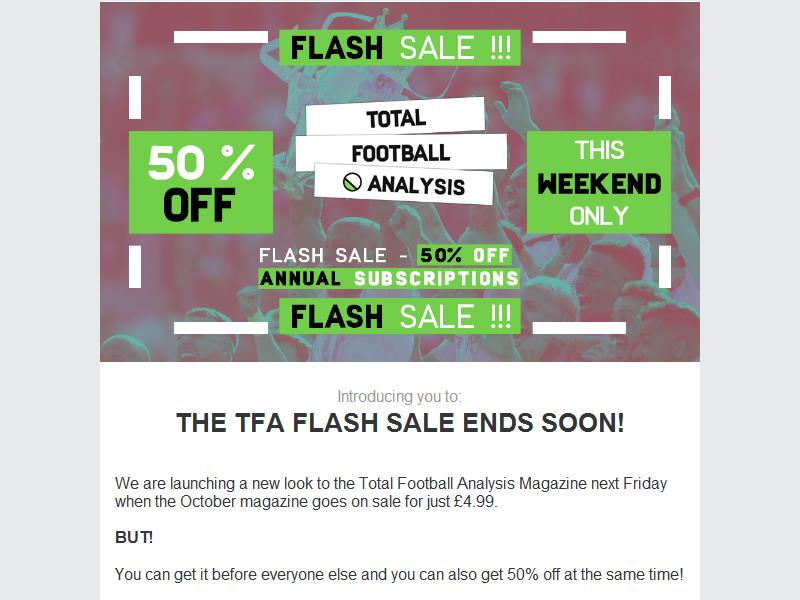 FLASH SALE !!!
TOTAL
FOOTBALL
ANALYSIS
50 %
OFF
THIS
WEEKEND
ONLY
FLASH SALE - 50% OFF
ANNUAL SUBSCRIPTIONS
FLASH SALE !!!
Introducing you to:
THE TFA FLASH SALE ENDS SOON!
We are launching a new look to the Total Football Analysis Magazine next Friday
when the October magazine goes on sale for just £4.99.
BUT!
You can get it before everyone else and you can also get 50% off at the same time!